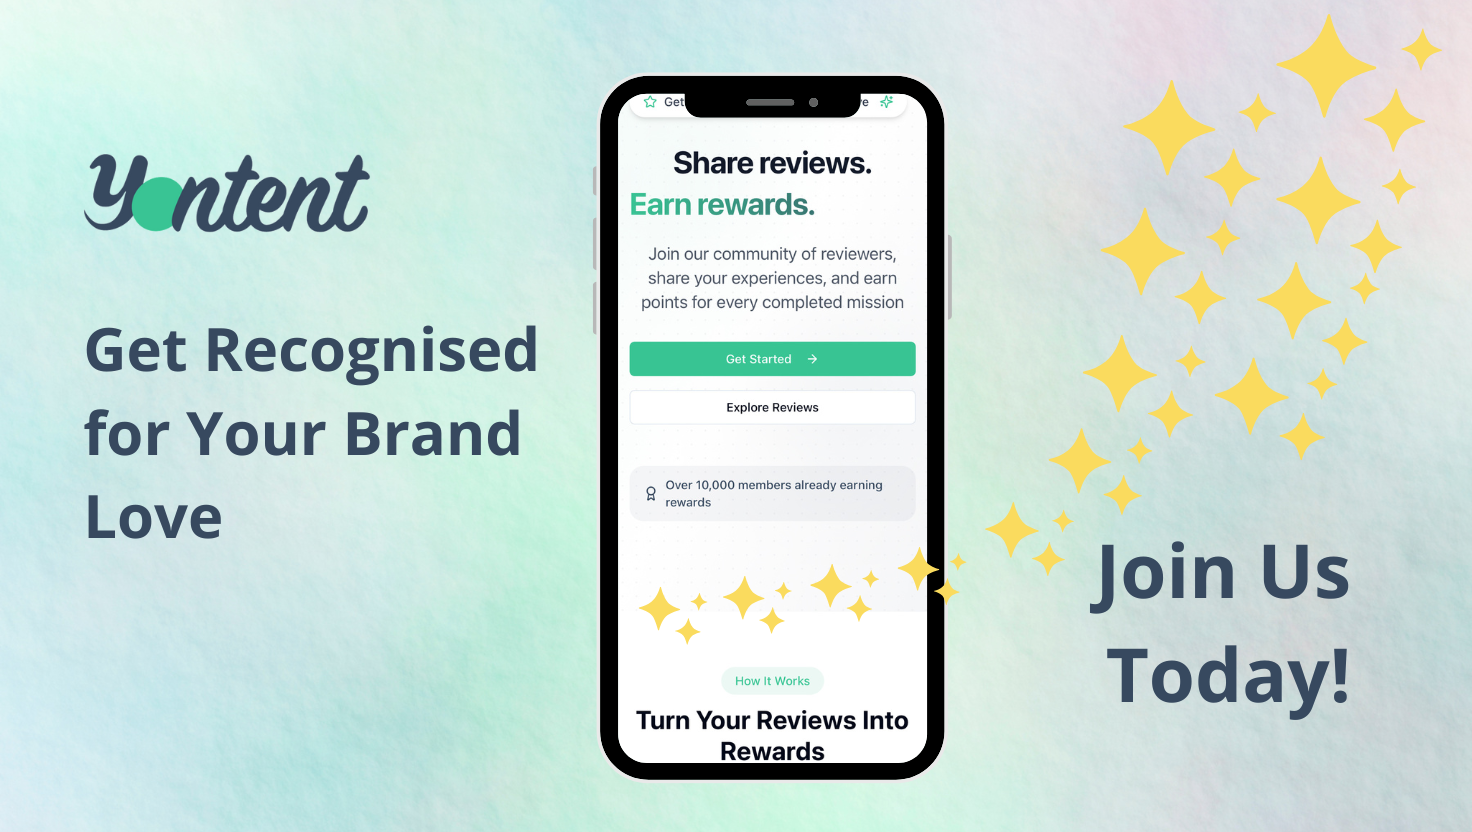 Yontent
Get Recognised
for Your Brand
Love
Get
Share reviews.
Earn rewards.
Join our community of reviewers,
share your experiences, and earn
points for every completed mission
Get Started
Explore Reviews
Over 10,000 members already earning
rewards
How It Works
Turn Your Reviews Into
Rewards
Join Us
Today!